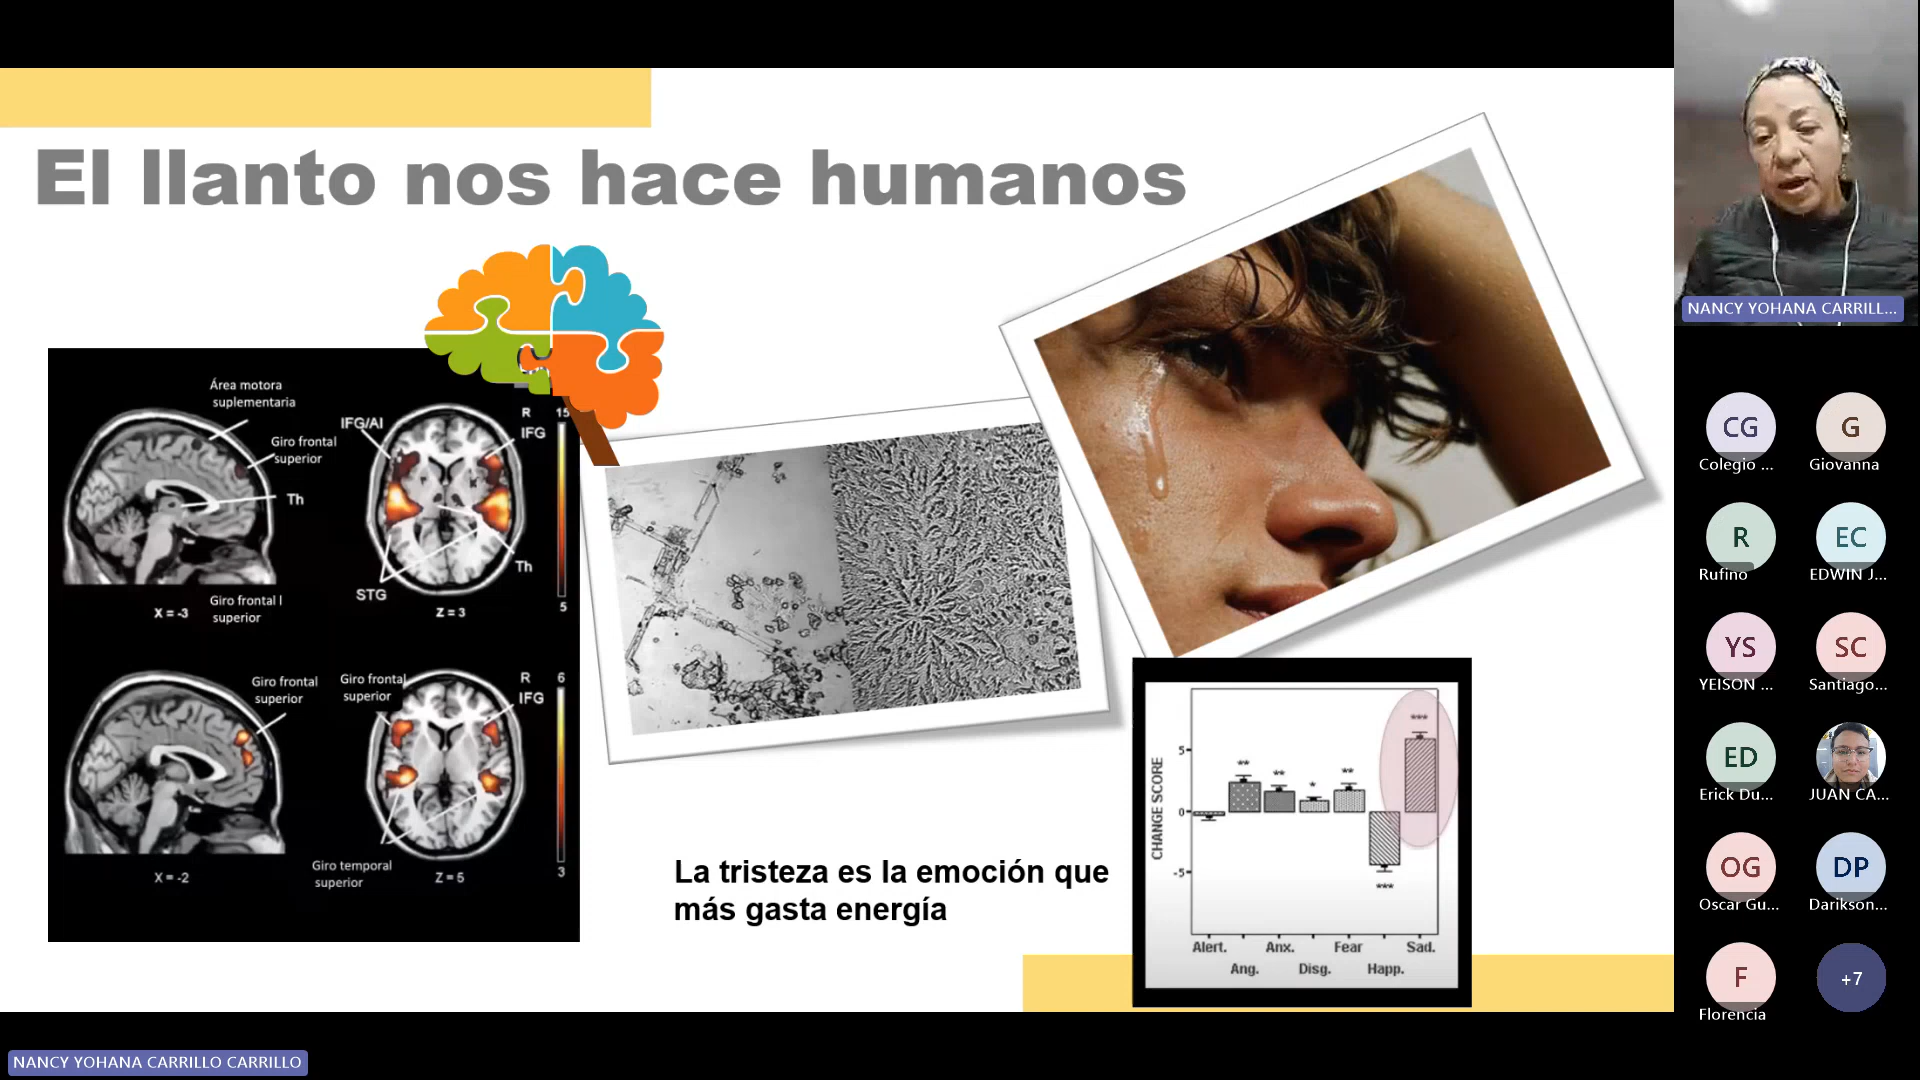 El llanto nos hace humanos
Área motora
suplementaria
Giro frontal
superior
Th
X = -3
Giro frontal l
superior
IFG/AI
R
15
IFG
Th
STG
Z = 3
5
Giro frontal
superior
X = -2
Giro frontal
superior
R
6
IFG
Giro temporal
superior
Z = 5
3
La tristeza es la emoción que
más gasta energía
CHANGE SCORE
5
0
-5
**
**
*
**
***
***
Alert.
Ang.
Anx.
Disg.
Fear
Happ.
Sad.
NANCY YOHANA CARRILL...
CG
Colegio ...
G
Giovanna
R
Rufino
EC
EDWIN J...
YS
YEISON ...
SC
Santiago...
ED
Erick Du...
JUAN CA...
OG
Oscar Gu...
DP
Darikson...
F
Florencia
+7
NANCY YOHANA CARRILLO CARRILLO